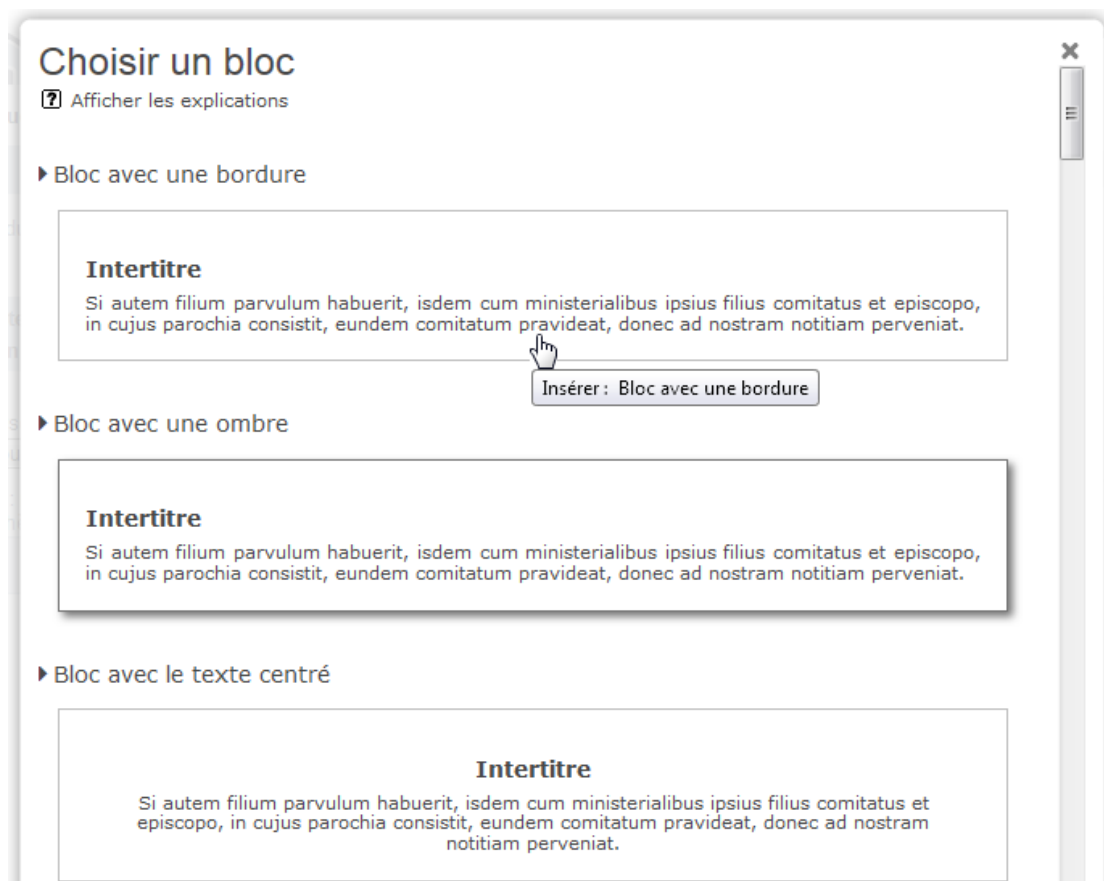 Choisir un bloc
? Afficher les explications
Bloc avec une bordure
Intertitre
Si autem filium parvulum habuerit, isdem cum ministerialibus ipsius filius comitatus et episcopo,
in cujus parochia consistit, eundem comitatum pravideat, donec ad nostram notitiam perveniat.
Insérer : Bloc avec une bordure
Bloc avec une ombre
Intertitre
Si autem filium parvulum habuerit, isdem cum ministerialibus ipsius filius comitatus et episcopo,
in cujus parochia consistit, eundem comitatum pravideat, donec ad nostram notitiam perveniat.
Bloc avec le texte centré
Intertitre
Si autem filium parvulum habuerit, isdem cum ministerialibus ipsius filius comitatus et
episcopo, in cujus parochia consistit, eundem comitatum pravideat, donec ad nostram
notitiam perveniat.